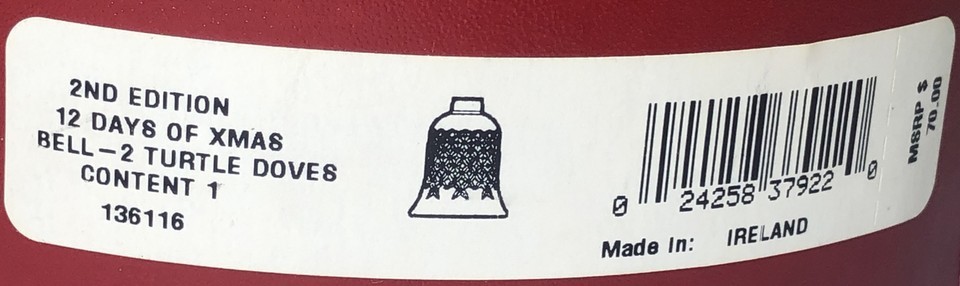 2ND EDITION
12 DAYS OF XMAS
BELL-2 TURTLE DOVES
CONTENT 1
136116
0 24258 37922 0
Made in: IRELAND
MSRP $
70.00